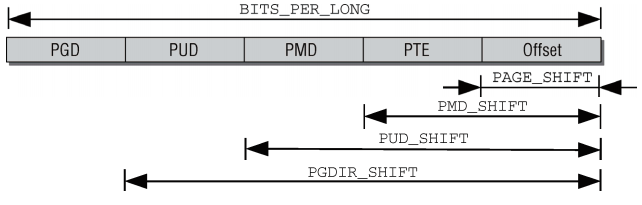 BITS_PER_LONG
PGD PUD PMD PTE Offset
PAGE_SHIFT
PMD_SHIFT
PUD_SHIFT
PGDIR_SHIFT